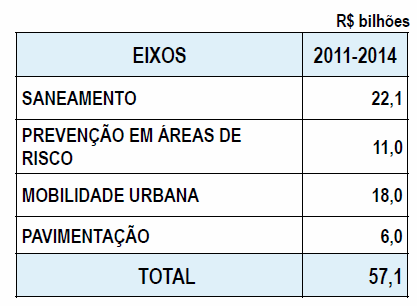 R$ bilhões
EIXOS 2011-2014
SANEAMENTO 22,1
PREVENÇÃO EM ÁREAS DE
RISCO 11,0
MOBILIDADE URBANA 18,0
PAVIMENTAÇÃO 6,0
TOTAL 57,1